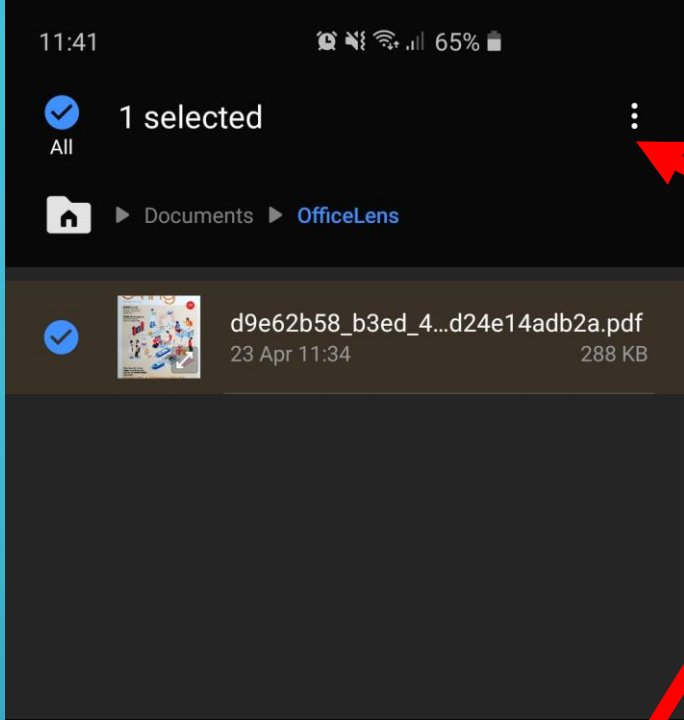 11:41 65%
1 selected
All
Documents OfficeLens
d9e62b58_b3ed_4...d24e14adb2a.pdf
23 Apr 11:34 288 KB